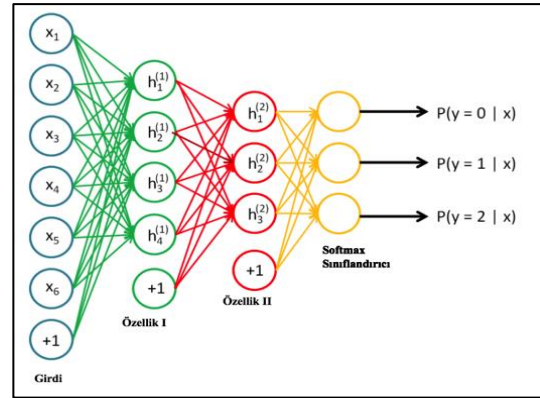 x₁
x₂
x₃
x₄
x₅
x₆
+1
Girdi
h₁⁽¹⁾
h₂⁽¹⁾
h₃⁽¹⁾
h₄⁽¹⁾
+1
Özellik I
h₁⁽²⁾
h₂⁽²⁾
h₃⁽²⁾
+1
Özellik II
Softmax
Sınıflandırıcı
P(y = 0 | x)
P(y = 1 | x)
P(y = 2 | x)